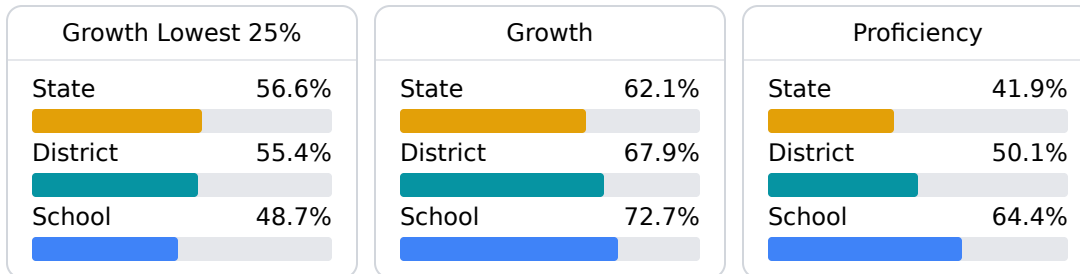 Growth Lowest 25%
State 56.6%
District 55.4%
School 48.7%
Growth
State 62.1%
District 67.9%
School 72.7%
Proficiency
State 41.9%
District 50.1%
School 64.4%